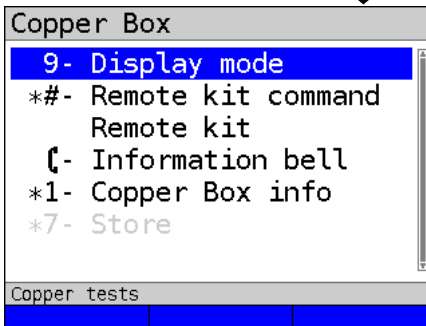 Copper Box
9- Display mode
*#- Remote kit command
Remote kit
- Information bell
*1- Copper Box info
*7- Store
Copper tests